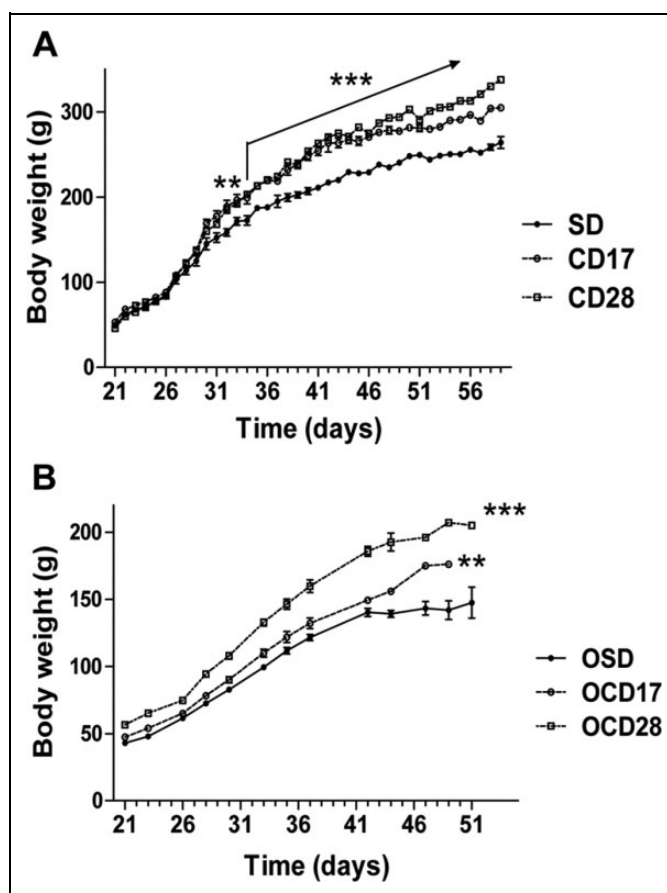 A
Body weight (g)
300
200
100
0
**
***
21 26 31 36 41 46 51 56
Time (days)
SD
CD17
CD28
B
Body weight (g)
200
150
100
50
0
***
**
21 26 31 36 41 46 51
Time (days)
OSD
OCD17
OCD28